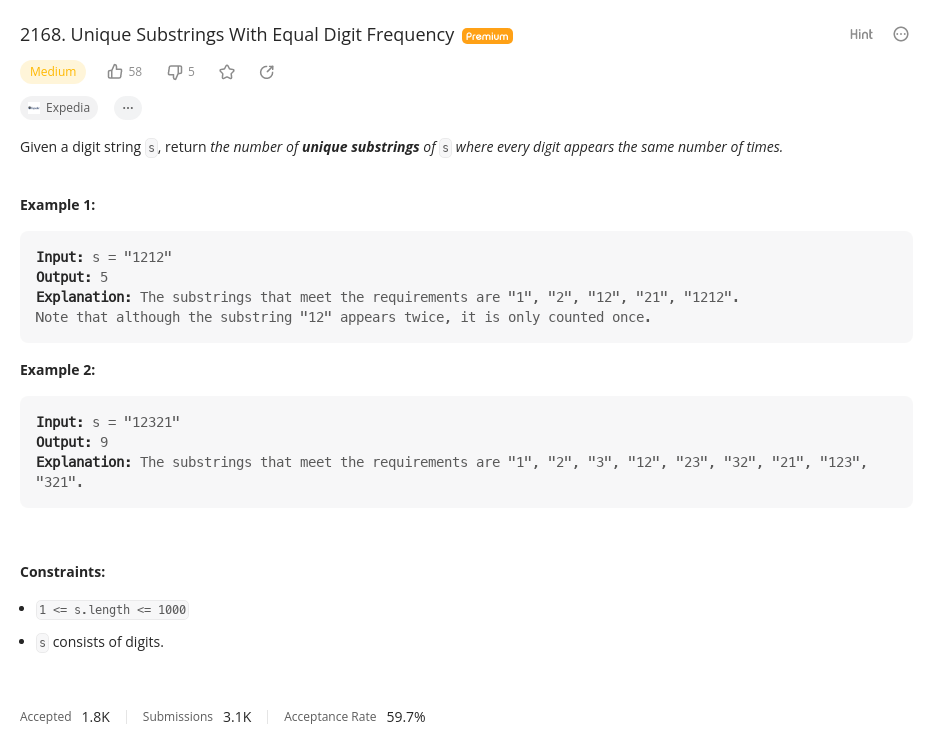 2168. Unique Substrings With Equal Digit Frequency Premium Hint
Medium 58 5
Expedia
Given a digit string s, return the number of unique substrings of s where every digit appears the same number of times.
Example 1:
Input: s = "1212"
Output: 5
Explanation: The substrings that meet the requirements are "1", "2", "12", "21", "1212".
Note that although the substring "12" appears twice, it is only counted once.
Example 2:
Input: s = "12321"
Output: 9
Explanation: The substrings that meet the requirements are "1", "2", "3", "12", "23", "32", "21", "123",
"321".
Constraints:
• 1 <= s.length <= 1000
• s consists of digits.
Accepted 1.8K Submissions 3.1K Acceptance Rate 59.7%